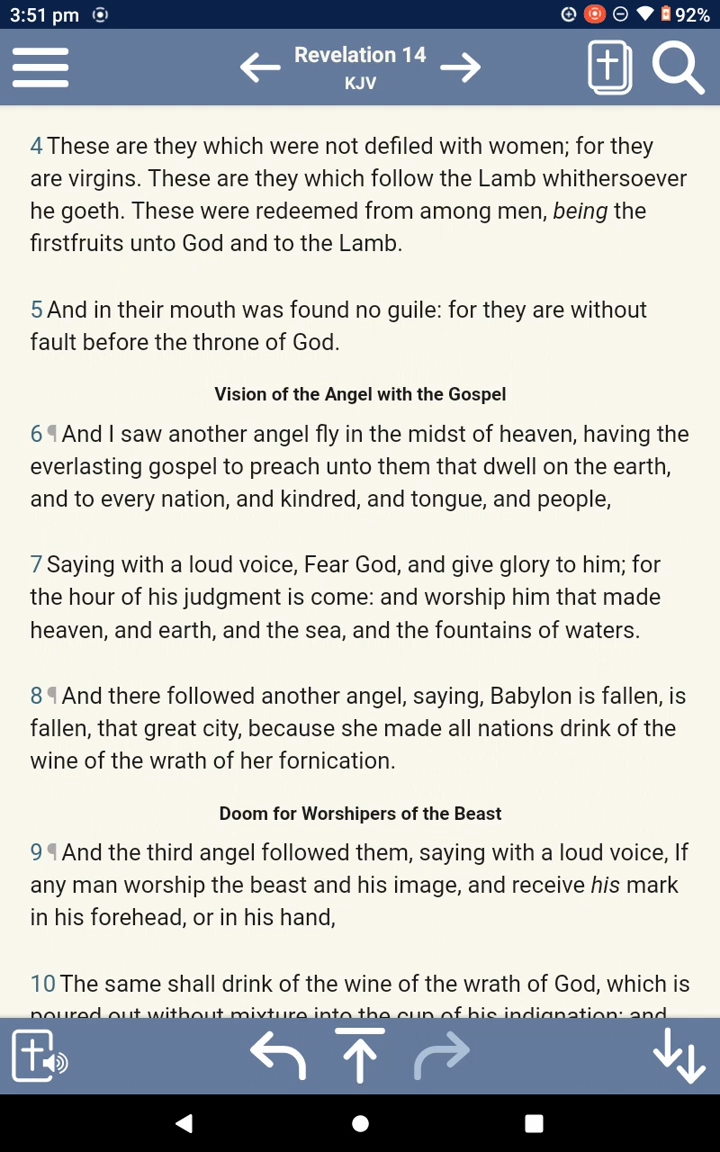 3:51 pm
92%
Revelation 14
KJV
4 These are they which were not defiled with women; for they
are virgins. These are they which follow the Lamb whithersoever
he goeth. These were redeemed from among men, being the
firstfruits unto God and to the Lamb.
5 And in their mouth was found no guile: for they are without
fault before the throne of God.
Vision of the Angel with the Gospel
6 ¶ And I saw another angel fly in the midst of heaven, having the
everlasting gospel to preach unto them that dwell on the earth,
and to every nation, and kindred, and tongue, and people,
7 Saying with a loud voice, Fear God, and give glory to him; for
the hour of his judgment is come: and worship him that made
heaven, and earth, and the sea, and the fountains of waters.
8 ¶ And there followed another angel, saying, Babylon is fallen, is
fallen, that great city, because she made all nations drink of the
wine of the wrath of her fornication.
Doom for Worshipers of the Beast
9 ¶ And the third angel followed them, saying with a loud voice, If
any man worship the beast and his image, and receive his mark
in his forehead, or in his hand,
10 The same shall drink of the wine of the wrath of God, which is
poured out without mixture into the cup of his indignation; and